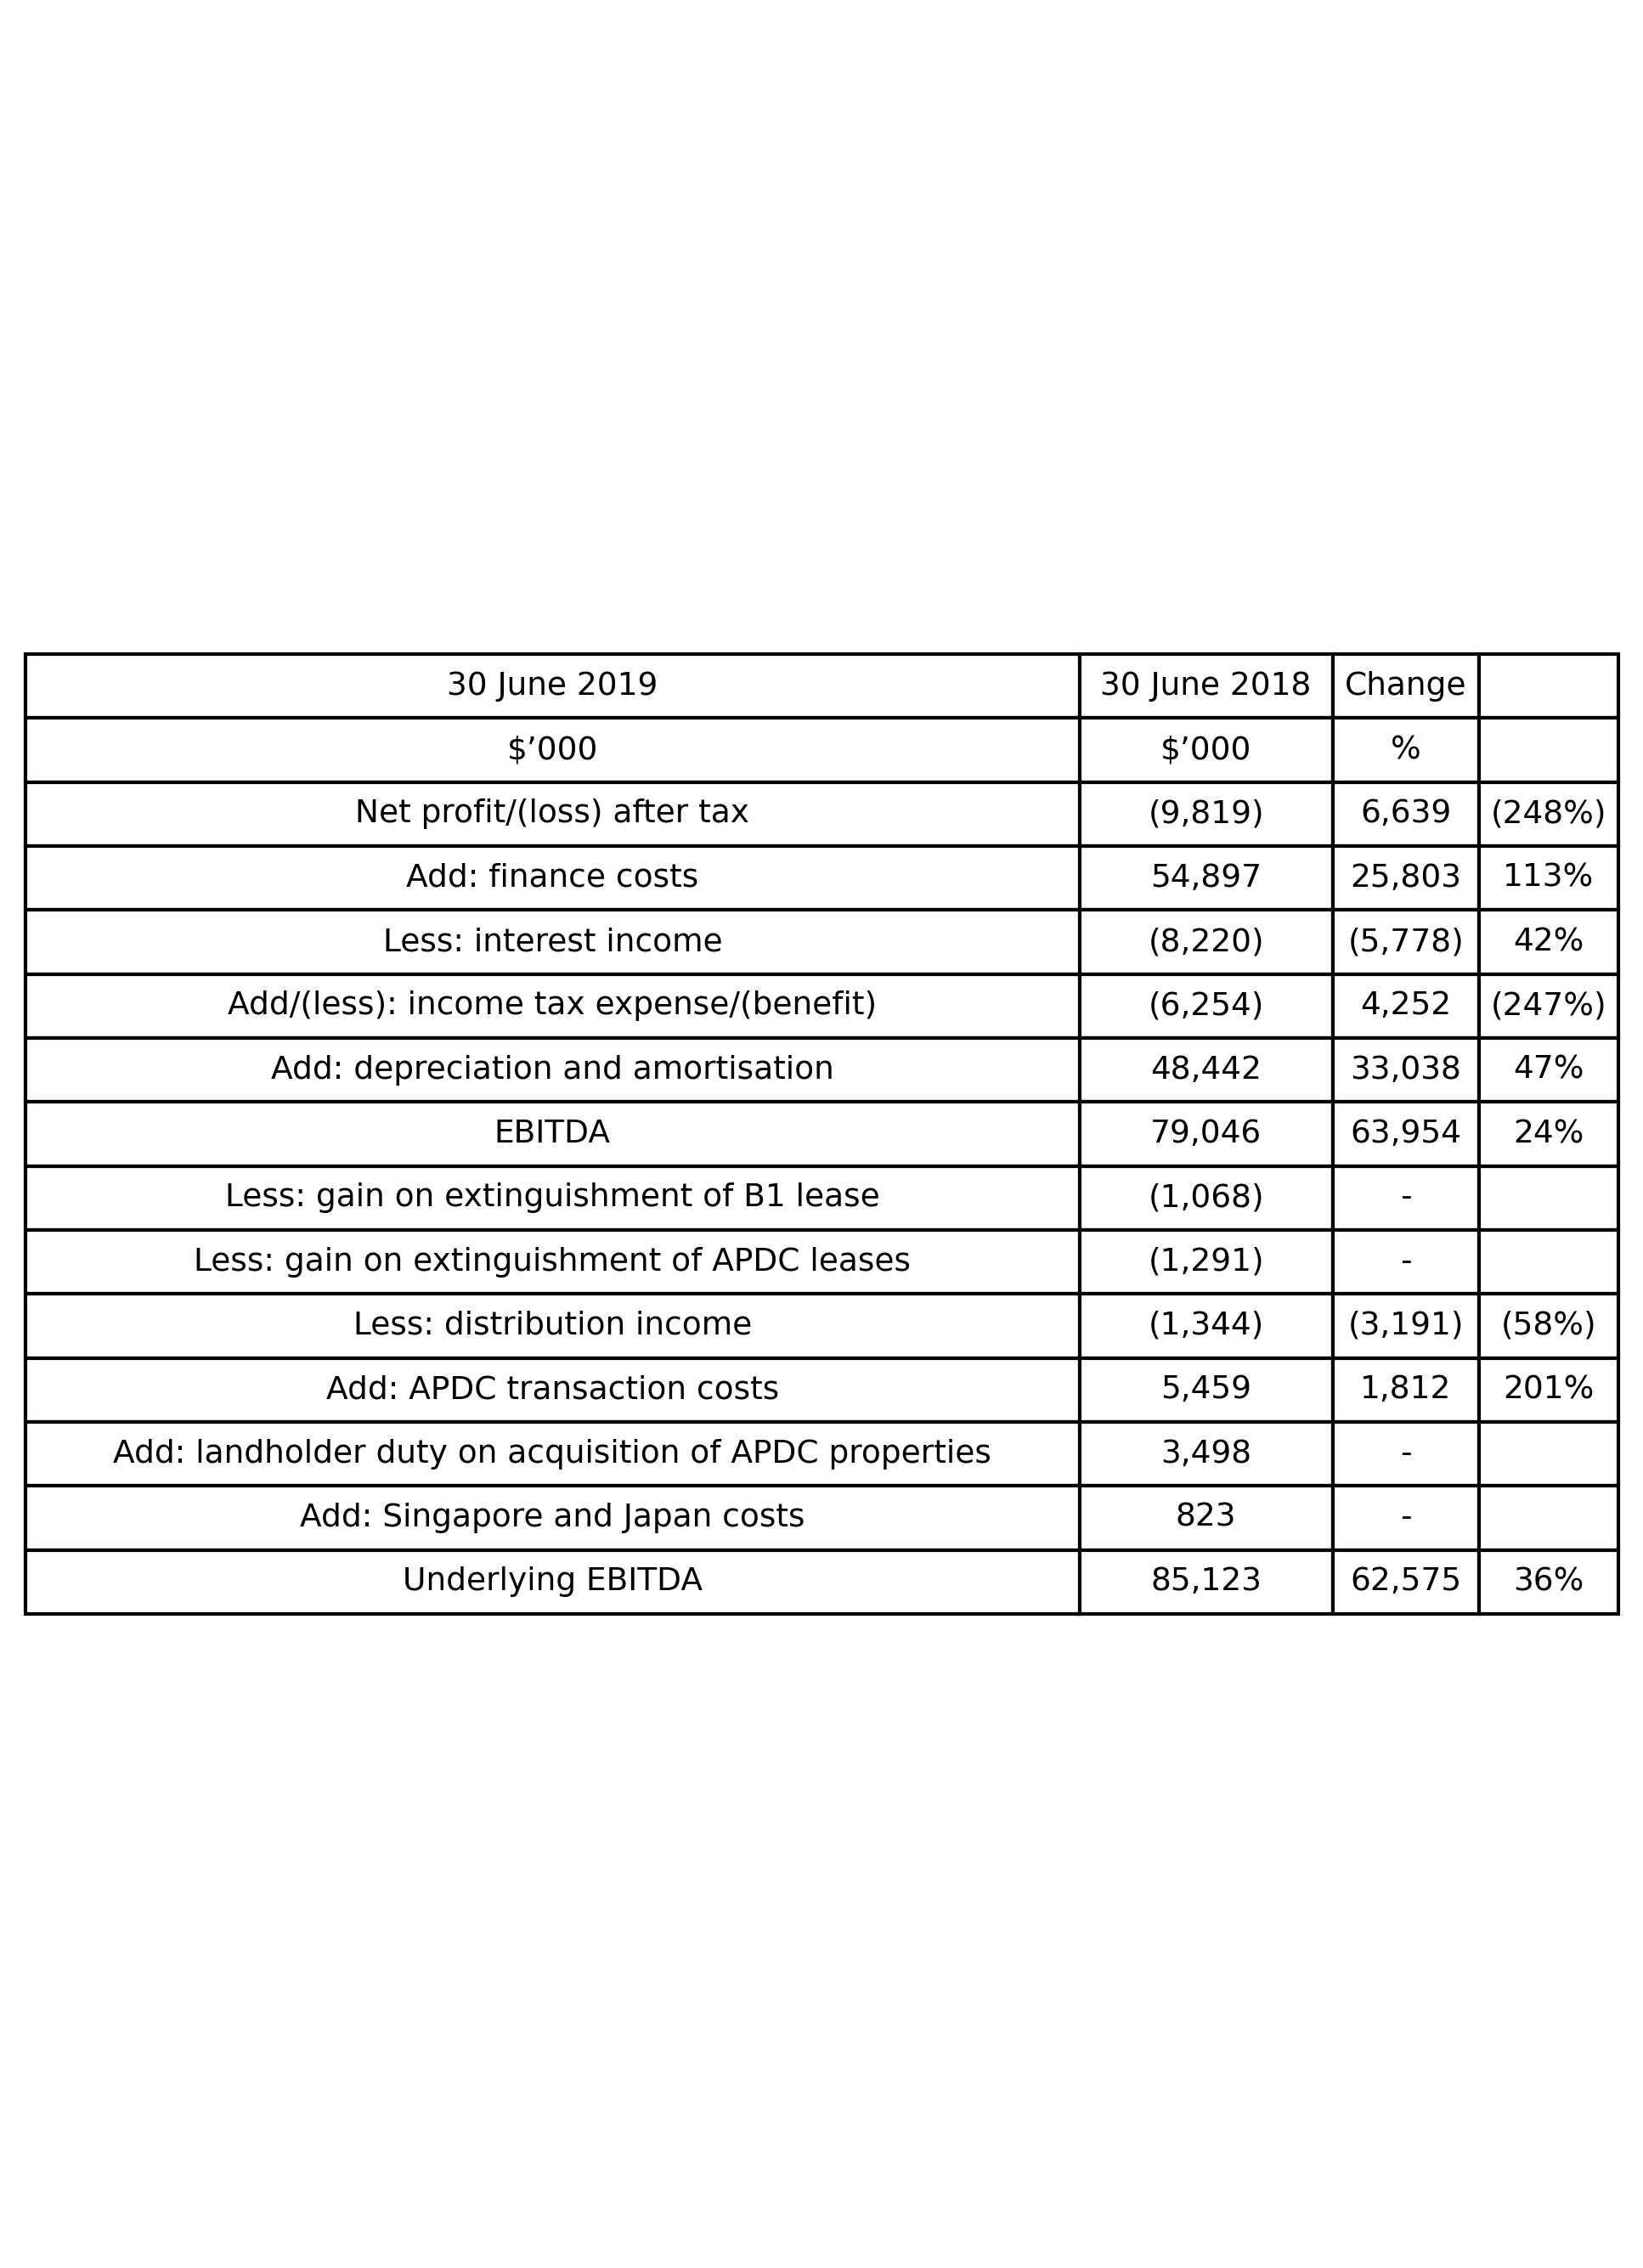 30 June 2019 30 June 2018 Change
$’000 $’000 %
Net profit/(loss) after tax (9,819) 6,639 (248%)
Add: finance costs 54,897 25,803 113%
Less: interest income (8,220) (5,778) 42%
Add/(less): income tax expense/(benefit) (6,254) 4,252 (247%)
Add: depreciation and amortisation 48,442 33,038 47%
EBITDA 79,046 63,954 24%
Less: gain on extinguishment of B1 lease (1,068) -
Less: gain on extinguishment of APDC leases (1,291) -
Less: distribution income (1,344) (3,191) (58%)
Add: APDC transaction costs 5,459 1,812 201%
Add: landholder duty on acquisition of APDC properties 3,498 -
Add: Singapore and Japan costs 823 -
Underlying EBITDA 85,123 62,575 36%